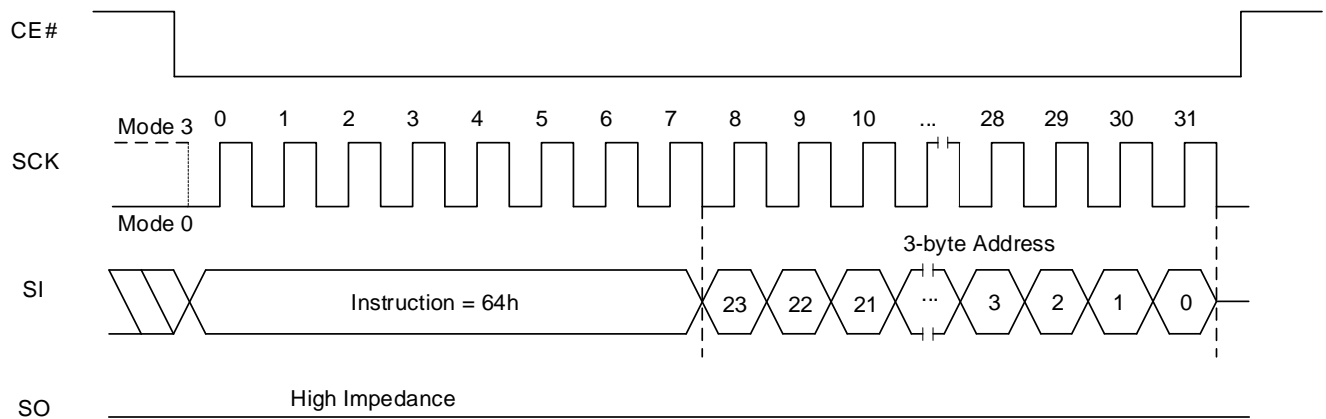 CE#
Mode 3
0 1 2 3 4 5 6 7 8 9 10 ... 28 29 30 31
SCK
Mode 0
3-byte Address
SI
Instruction = 64h
23 22 21 ... 3 2 1 0
High Impedance
SO